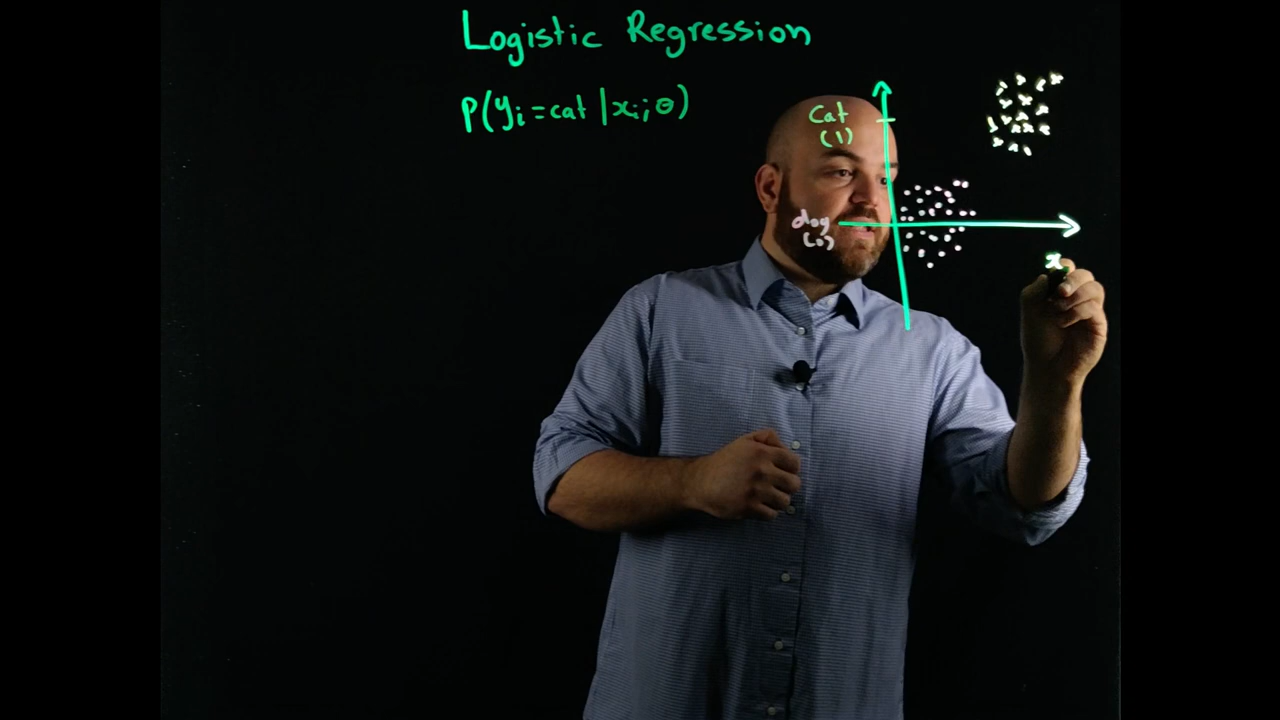 Logistic Regression
P(yi=cat |xi;θ)
Cat
(1)
dog
(0)
x